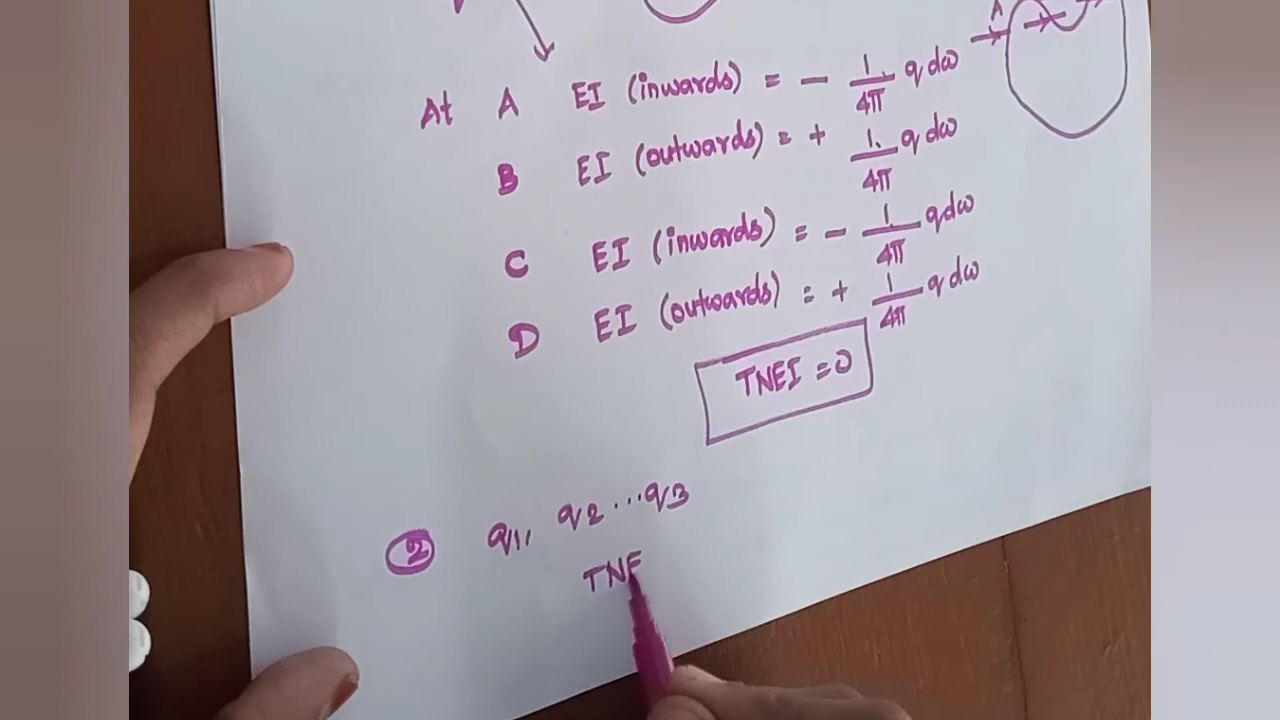 A
At A EI (inwards) = - 1/4π q dω
B EI (outwards) = + 1/4π q dω
C EI (inwards) = - 1/4π q dω
D EI (outwards) = + 1/4π q dω
TNEI = 0
② q1, q2 ... q3
TNE